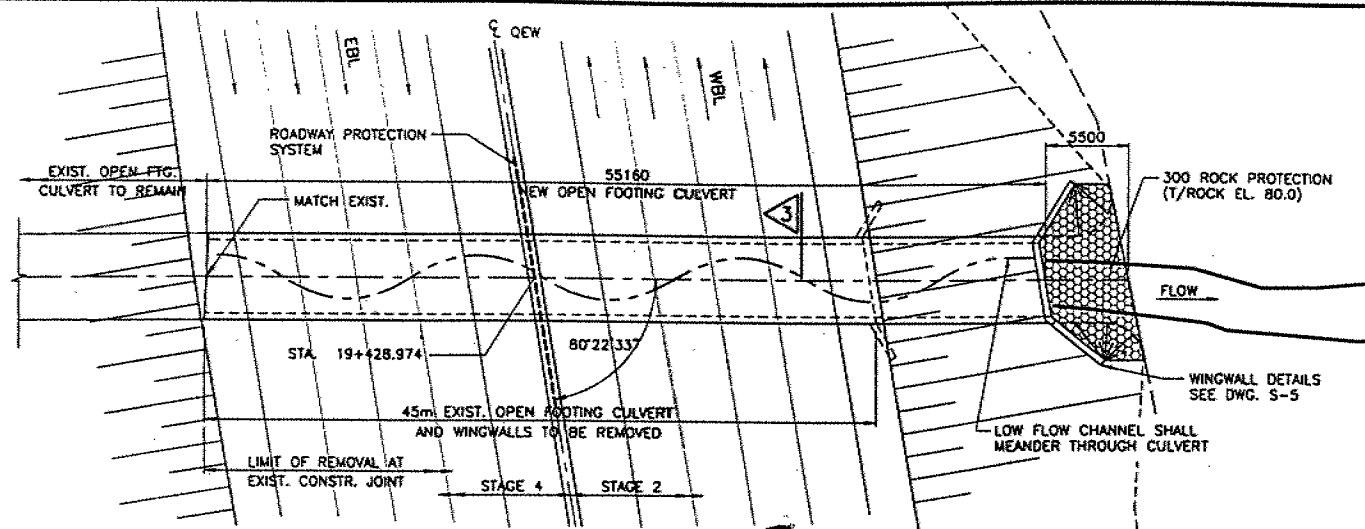 ℄ QEW
EBL
WBL
ROADWAY PROTECTION
SYSTEM
5500
EXIST. OPEN FTG.
CULVERT TO REMAIN
55160
NEW OPEN FOOTING CULVERT
300 ROCK PROTECTION
(T/ROCK EL. 80.0)
MATCH EXIST.
3
FLOW
STA. 19+428.974
80°22'33"
WINGWALL DETAILS
SEE DWG. S-5
45m EXIST. OPEN FOOTING CULVERT
AND WINGWALLS TO BE REMOVED
LOW FLOW CHANNEL SHALL
MEANDER THROUGH CULVERT
LIMIT OF REMOVAL AT
EXIST. CONSTR. JOINT
STAGE 4
STAGE 2